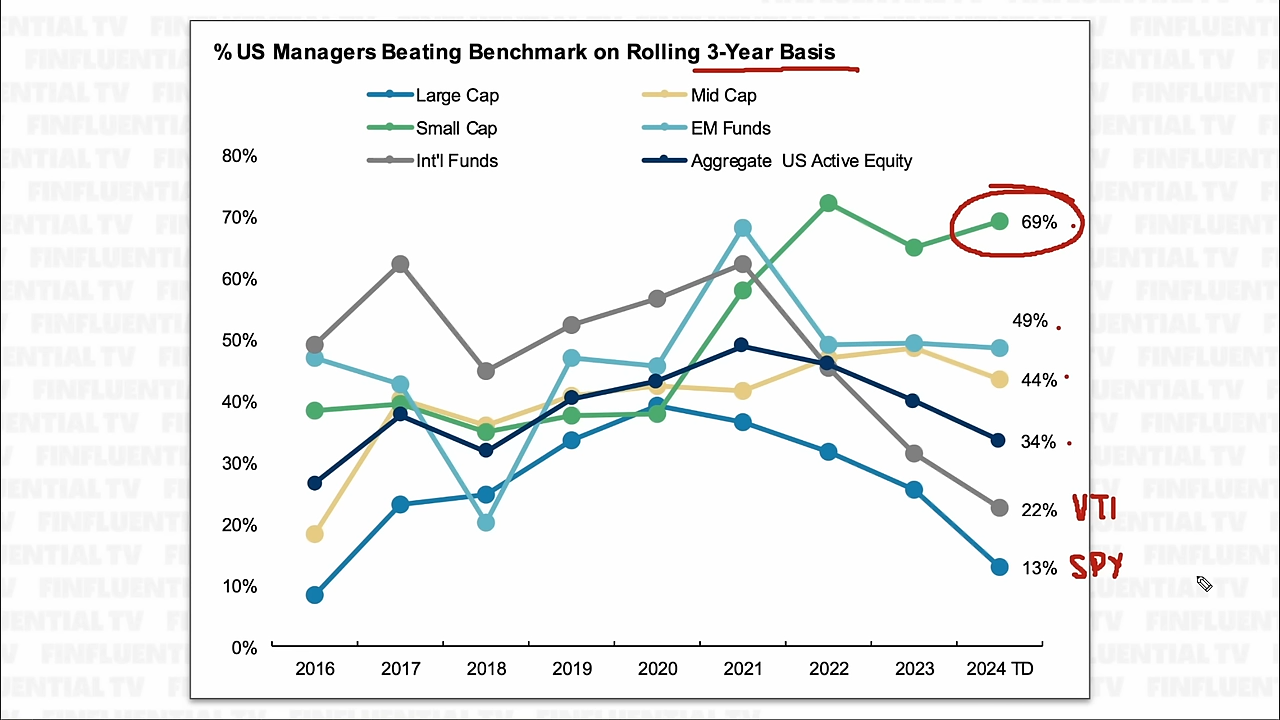 % US Managers Beating Benchmark on Rolling 3-Year Basis
Large Cap
Mid Cap
Small Cap
EM Funds
Int'l Funds
Aggregate US Active Equity
80%
70%
60%
50%
40%
30%
20%
10%
0%
69%
49%
44%
34%
22% VTI
13% SPY
2016 2017 2018 2019 2020 2021 2022 2023 2024 TD
FINFLUENTIAL TV